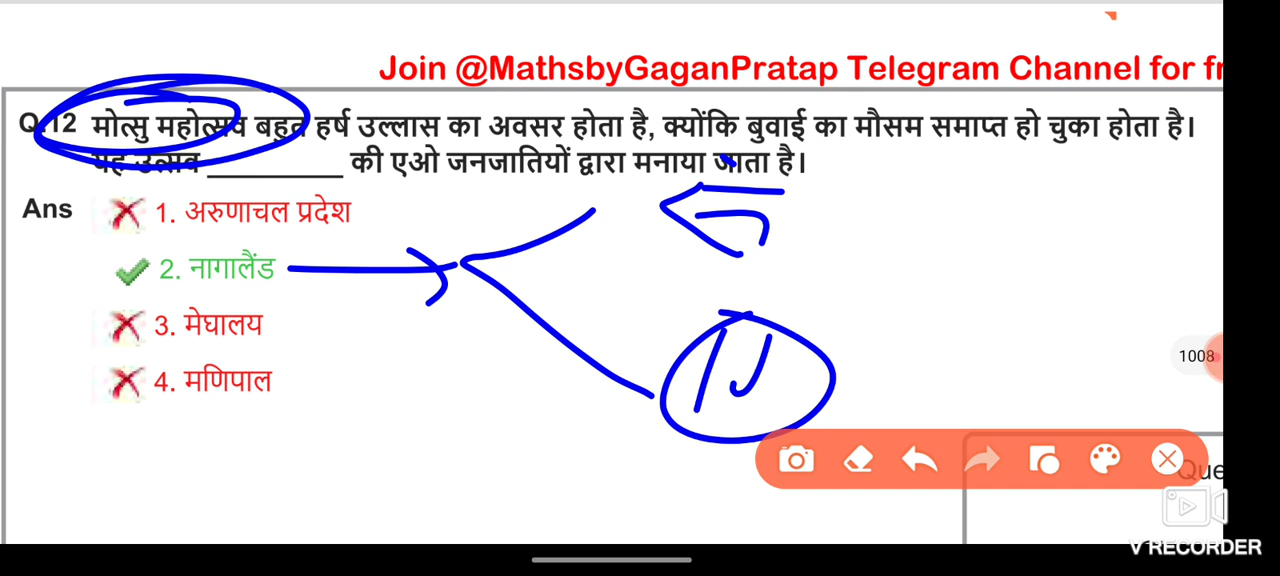 Join @MathsbyGaganPratap Telegram Channel for fr
Q.12 मोत्सु महोत्सव बहुत हर्ष उल्लास का अवसर होता है, क्योंकि बुवाई का मौसम समाप्त हो चुका होता है।
यह उत्सव __________ की एओ जनजातियों द्वारा मनाया जाता है।
Ans 1. अरुणाचल प्रदेश
2. नागालैंड
3. मेघालय
4. मणिपाल
1008
Que
V RECORDER